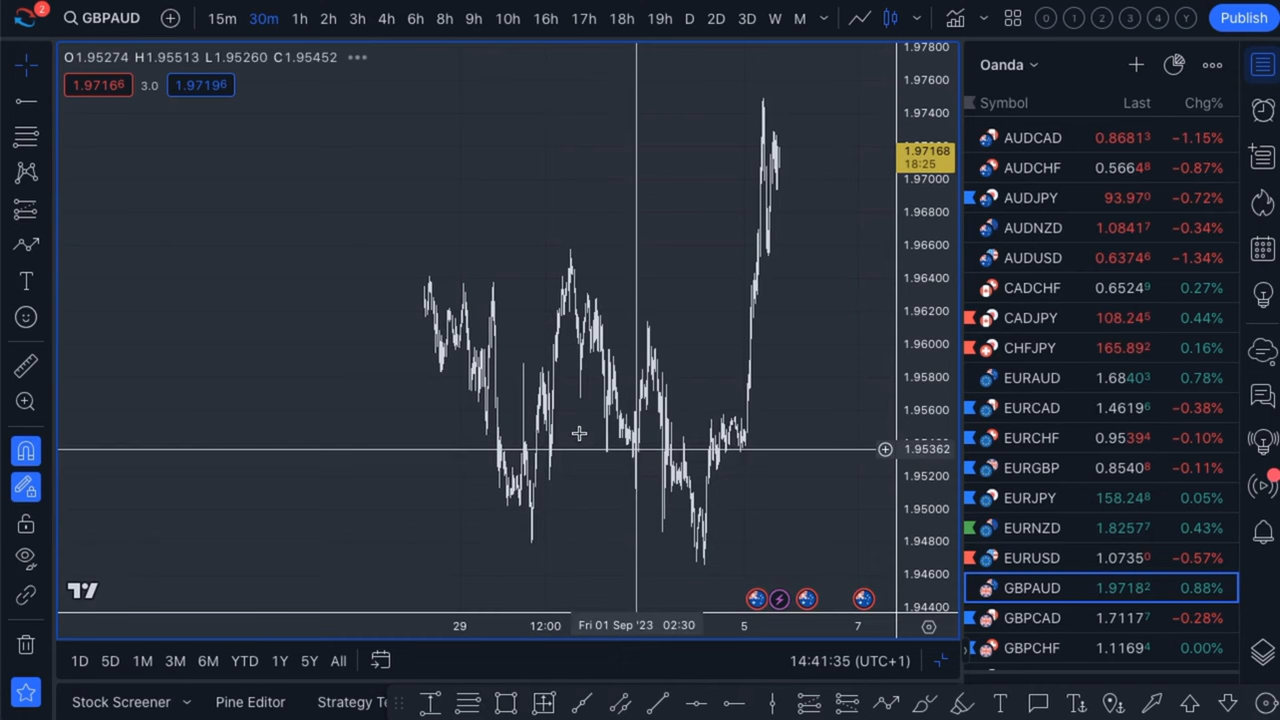 2
GBPAUD 15m 30m 1h 2h 3h 4h 6h 8h 9h 10h 16h 17h 18h 19h D 2D 3D W M 0 1 2 3 4 Y Publish
O1.95274 H1.95513 L1.95260 C1.95452
1.97166 3.0 1.97196
1.97800
1.97600
1.97400
1.97168
18:25
1.97000
1.96800
1.96600
1.96400
1.96200
1.96000
1.95800
1.95600
1.95362
1.95200
1.95000
1.94800
1.94600
1.94400
29 12:00 Fri 01 Sep '23 02:30 5 7
1D 5D 1M 3M 6M YTD 1Y 5Y All 14:41:35 (UTC+1)
Stock Screener Pine Editor Strategy Te
Oanda
Symbol Last Chg%
AUDCAD 0.86813 −1.15%
AUDCHF 0.56648 −0.87%
AUDJPY 93.970 −0.72%
AUDNZD 1.08417 −0.34%
AUDUSD 0.63746 −1.34%
CADCHF 0.65249 0.27%
CADJPY 108.245 0.44%
CHFJPY 165.892 0.16%
EURAUD 1.68403 0.78%
EURCAD 1.46196 −0.38%
EURCHF 0.95394 −0.10%
EURGBP 0.85408 −0.11%
EURJPY 158.248 0.05%
EURNZD 1.82577 0.43%
EURUSD 1.07350 −0.57%
GBPAUD 1.97182 0.88%
GBPCAD 1.71177 −0.28%
GBPCHF 1.11694 0.00%